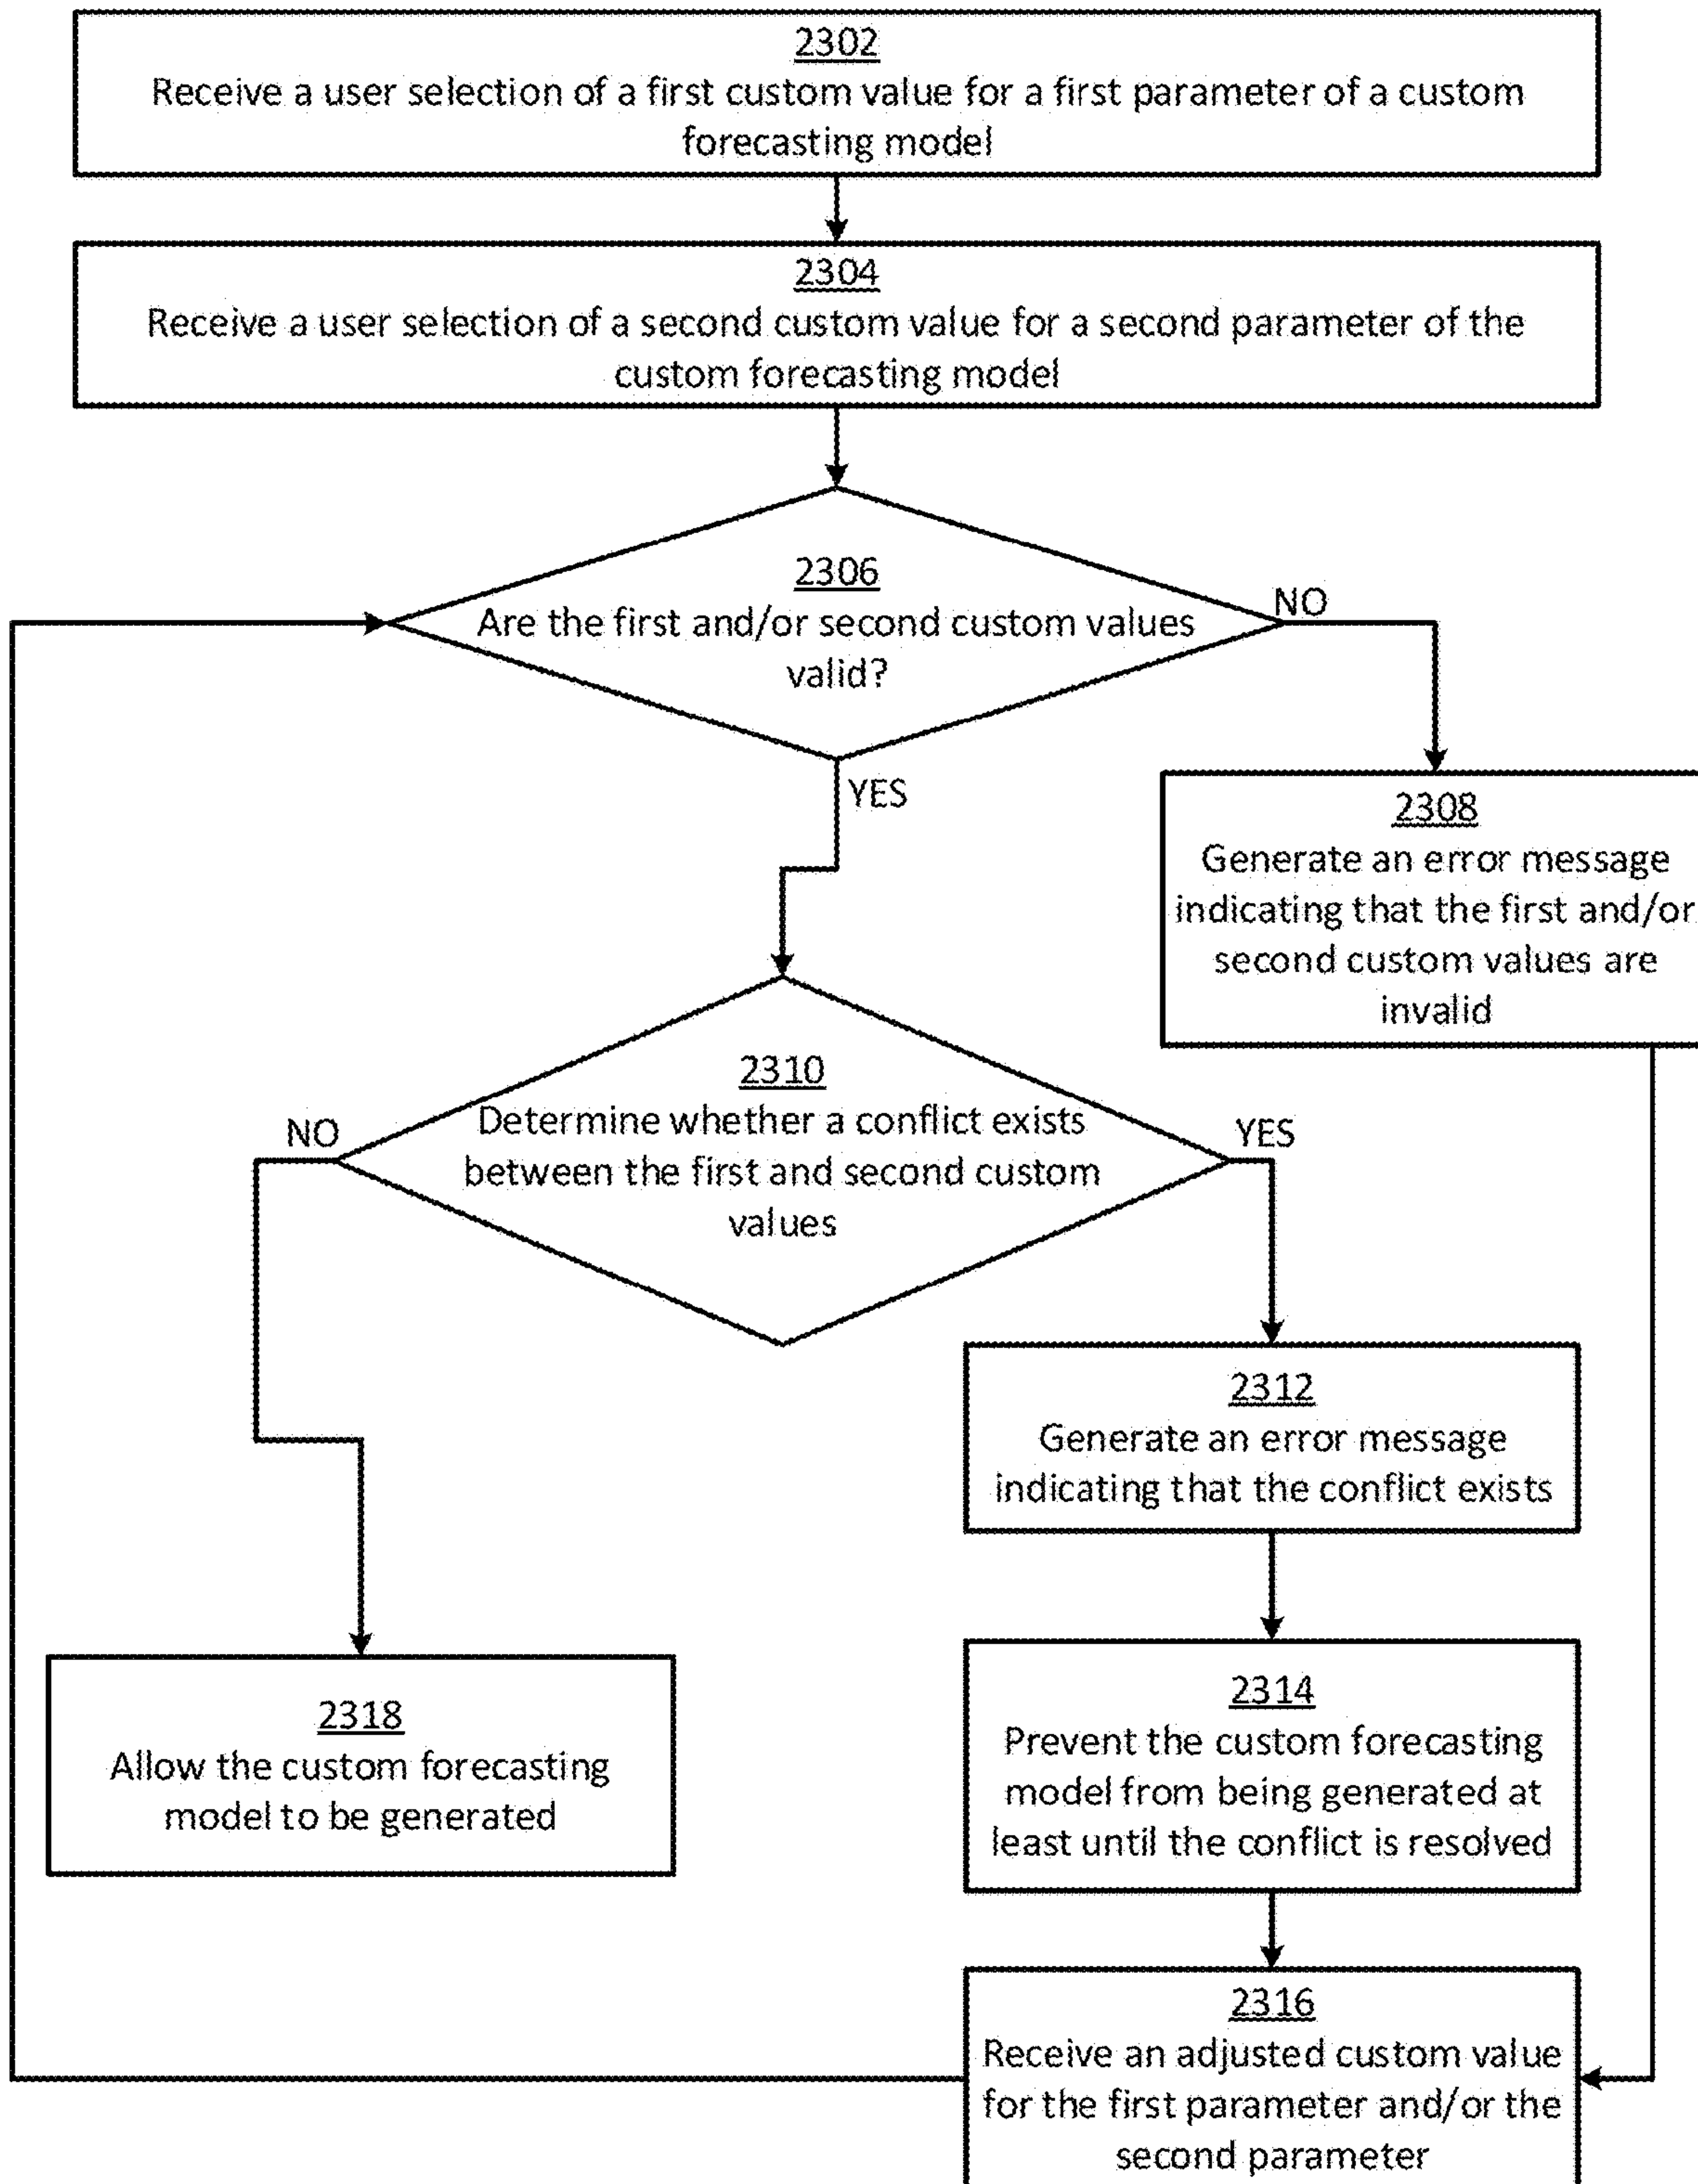 2302
Receive a user selection of a first custom value for a first parameter of a custom
forecasting model
2304
Receive a user selection of a second custom value for a second parameter of the
custom forecasting model
2306
Are the first and/or second custom values
valid?
NO
YES
2308
Generate an error message
indicating that the first and/or
second custom values are
invalid
2310
Determine whether a conflict exists
between the first and second custom
values
NO
YES
2312
Generate an error message
indicating that the conflict exists
2314
Prevent the custom forecasting
model from being generated at
least until the conflict is resolved
2318
Allow the custom forecasting
model to be generated
2316
Receive an adjusted custom value
for the first parameter and/or the
second parameter